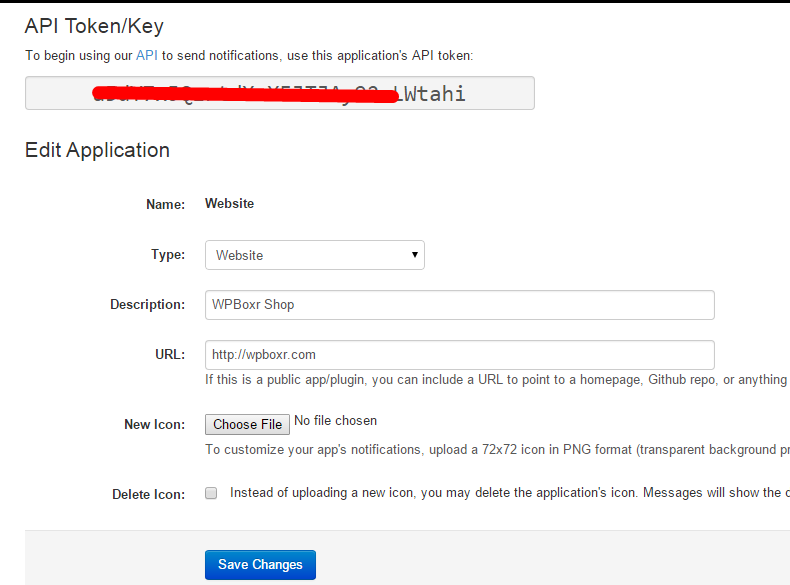 API Token/Key
To begin using our API to send notifications, use this application's API token:
Wtahi
Edit Application
Name: Website
Type: Website
Description: WPBoxr Shop
URL: http://wpboxr.com
If this is a public app/plugin, you can include a URL to point to a homepage, Github repo, or anything
New Icon: Choose File No file chosen
To customize your app's notifications, upload a 72x72 icon in PNG format (transparent background
Delete Icon: Instead of uploading a new icon, you may delete the application's icon. Messages will show the
Save Changes